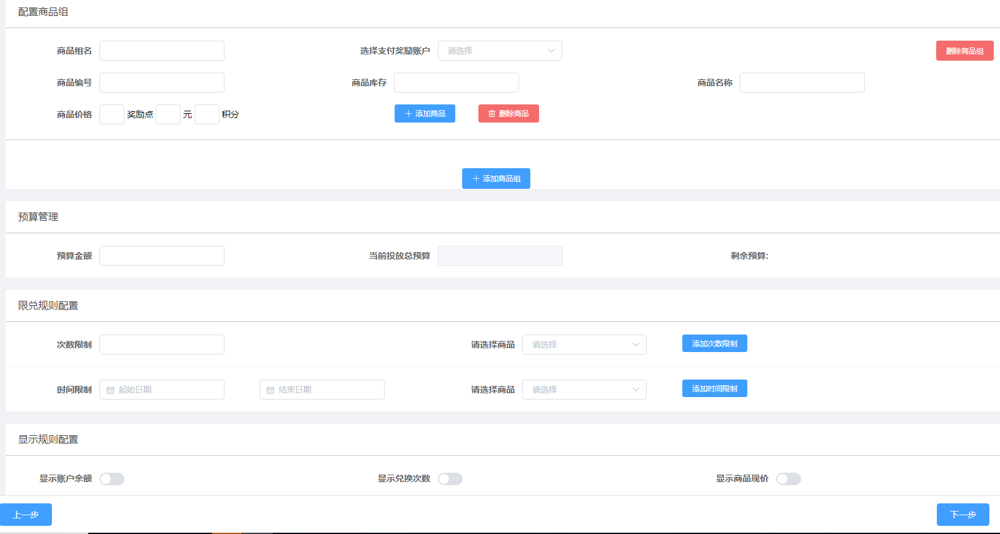 配置商品组
商品组名 选择支付奖励账户 请选择 删除商品组
商品编号 商品库存 商品名称
商品价格 奖励点 元 积分 添加商品 删除商品
添加商品组
预算管理
预算金额 当前投放总预算 剩余预算:
限兑规则配置
次数限制 请选择商品 请选择 添加次数限制
时间限制 起始日期 结束日期 请选择商品 请选择 添加时间限制
显示规则配置
显示账户余额 显示兑换次数 显示商品现价
上一步 下一步